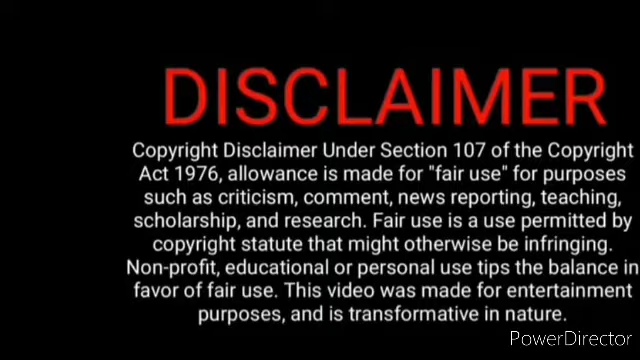 DISCLAIMER
Copyright Disclaimer Under Section 107 of the Copyright
Act 1976, allowance is made for "fair use" for purposes
such as criticism, comment, news reporting, teaching,
scholarship, and research. Fair use is a use permitted by
copyright statute that might otherwise be infringing.
Non-profit, educational or personal use tips the balance in
favor of fair use. This video was made for entertainment
purposes, and is transformative in nature.
PowerDirector